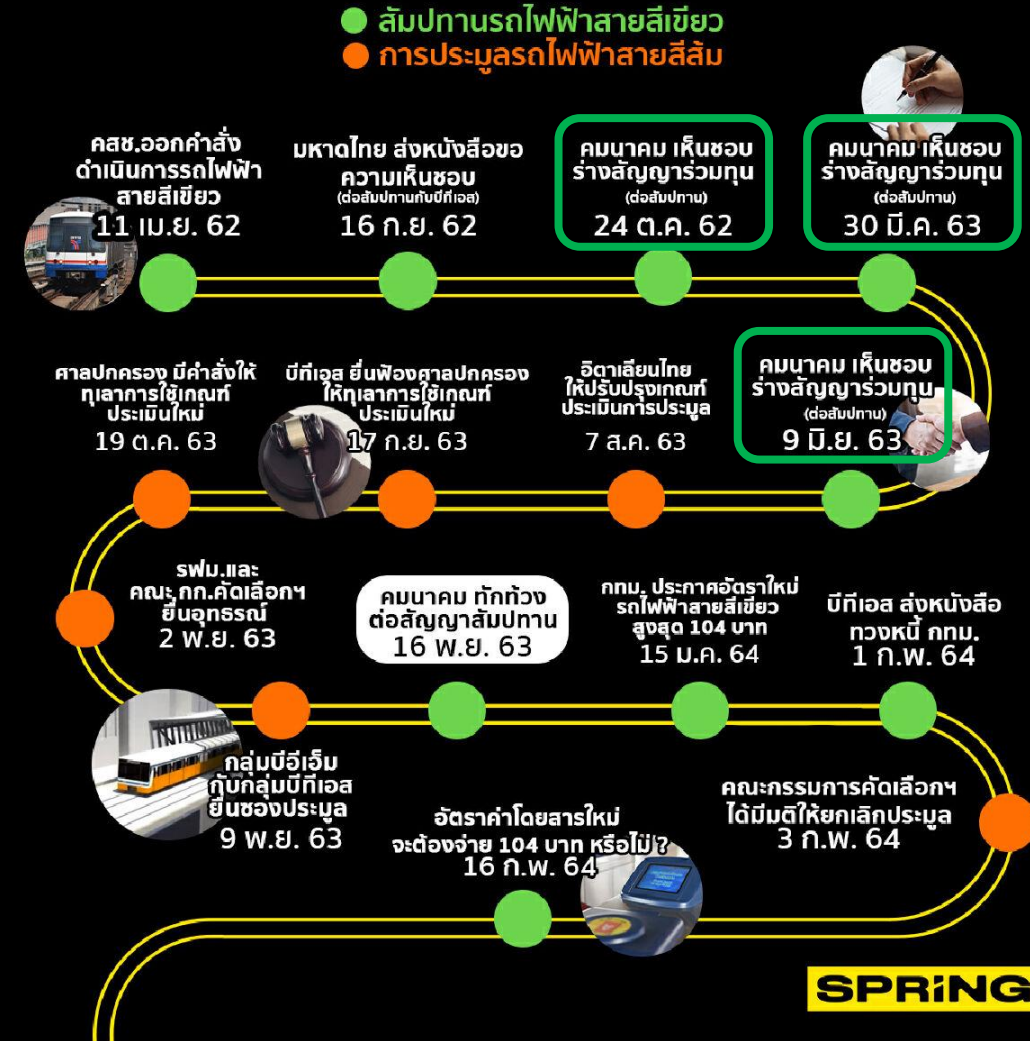 สัมปทานรถไฟฟ้าสายสีเขียว
การประมูลรถไฟฟ้าสายสีส้ม
คสช.ออกคำสั่ง
ดำเนินการรถไฟฟ้า
สายสีเขียว
11 เม.ย. 62
มหาดไทย ส่งหนังสือขอ
ความเห็นชอบ
(ต่อสัมปทานกับบีทีเอส)
16 ก.ย. 62
คมนาคม เห็นชอบ
ร่างสัญญาร่วมทุน
(ต่อสัมปทาน)
24 ต.ค. 62
คมนาคม เห็นชอบ
ร่างสัญญาร่วมทุน
(ต่อสัมปทาน)
30 มี.ค. 63
คมนาคม เห็นชอบ
ร่างสัญญาร่วมทุน
(ต่อสัมปทาน)
9 มิ.ย. 63
อิตาเลียนไทย
ให้ปรับปรุงเกณฑ์
ประเมินการประมูล
7 ส.ค. 63
บีทีเอส ยื่นฟ้องศาลปกครอง
ให้ทุเลาการใช้เกณฑ์
ประเมินใหม่
17 ก.ย. 63
ศาลปกครอง มีคำสั่งให้
ทุเลาการใช้เกณฑ์
ประเมินใหม่
19 ต.ค. 63
รฟม.และ
คณะ กก.คัดเลือกฯ
ยื่นอุทธรณ์
2 พ.ย. 63
กลุ่มบีอีเอ็ม
กับกลุ่มบีทีเอส
ยื่นซองประมูล
9 พ.ย. 63
คมนาคม ทักท้วง
ต่อสัญญาสัมปทาน
16 พ.ย. 63
กทม. ประกาศอัตราใหม่
รถไฟฟ้าสายสีเขียว
สูงสุด 104 บาท
15 ม.ค. 64
บีทีเอส ส่งหนังสือ
ทวงหนี้ กทม.
1 ก.พ. 64
คณะกรรมการคัดเลือกฯ
ได้มีมติให้ยกเลิกประมูล
3 ก.พ. 64
อัตราค่าโดยสารใหม่
จะต้องจ่าย 104 บาท หรือไม่ ?
16 ก.พ. 64
SPRiNG